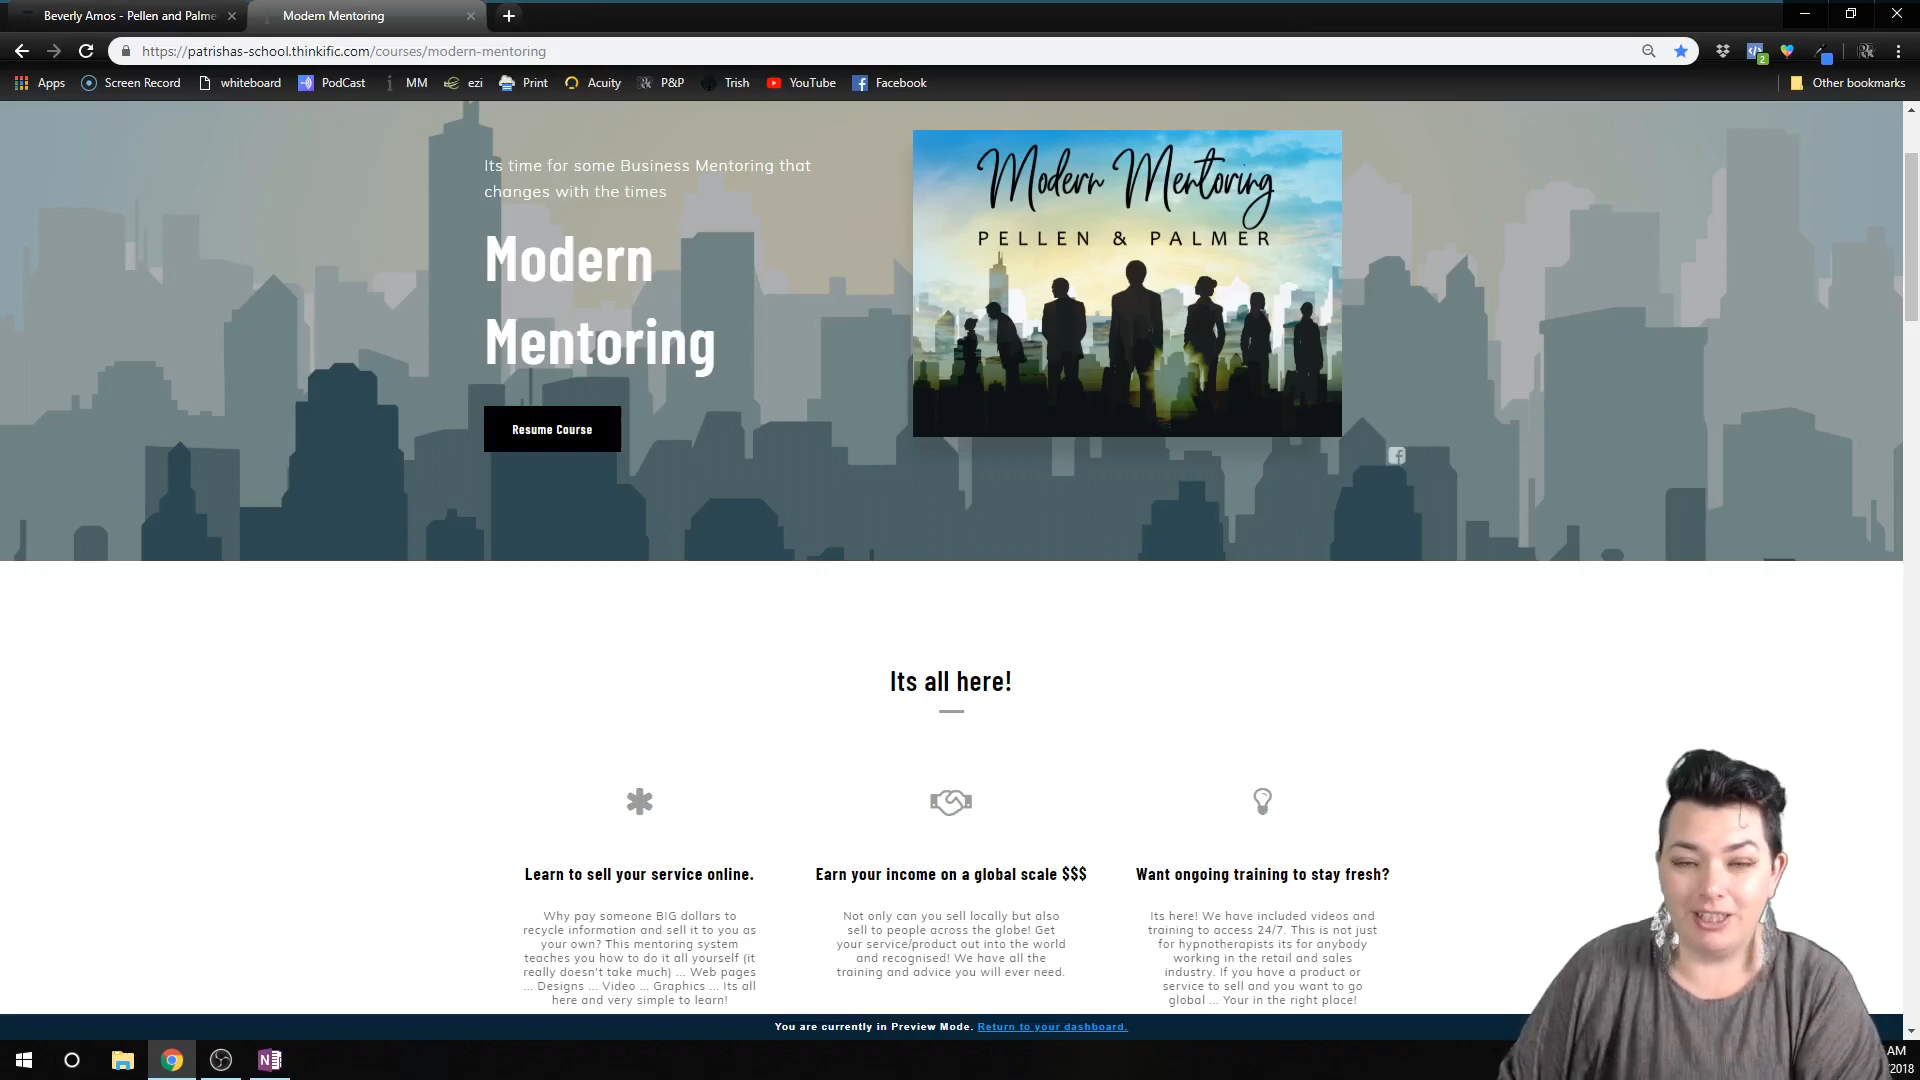 Beverly Amos - Pellen and Palme
Modern Mentoring
https://patrishas-school.thinkific.com/courses/modern-mentoring
2
Apps
Screen Record
whiteboard
PodCast
MM
ezi
Print
Acuity
P&P
Trish
YouTube
Facebook
Other bookmarks
Its time for some Business Mentoring that
changes with the times
Modern
Mentoring
Resume Course
Modern Mentoring
PELLEN & PALMER
Its all here!
Learn to sell your service online.
Why pay someone BIG dollars to
recycle information and sell it to you as
your own? This mentoring system
teaches you how to do it all yourself (it
really doesn't take much) ... Web pages
... Designs ... Video ... Graphics ... Its all
here and very simple to learn!
Earn your income on a global scale $$$
Not only can you sell locally but also
sell to people across the globe! Get
your service/product out into the world
and recognised! We have all the
training and advice you will ever need.
Want ongoing training to stay fresh?
Its here! We have included videos and
training to access 24/7. This is not just
for hypnotherapists its for anybody
working in the retail and sales
industry. If you have a product or
service to sell and you want to go
global ... Your in the right place!
You are currently in Preview Mode. Return to your dashboard.
N
AM
2018